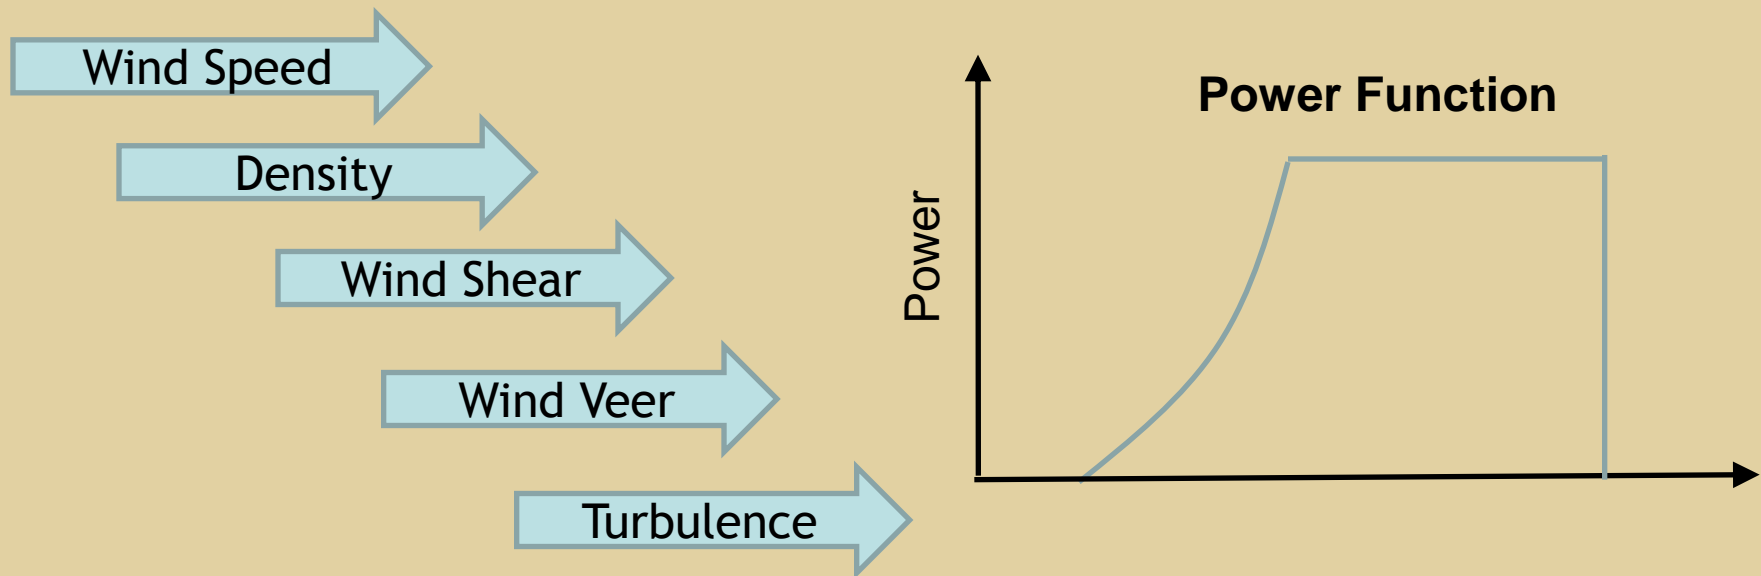 Wind Speed
Density
Wind Shear
Wind Veer
Turbulence
Power Function
Power